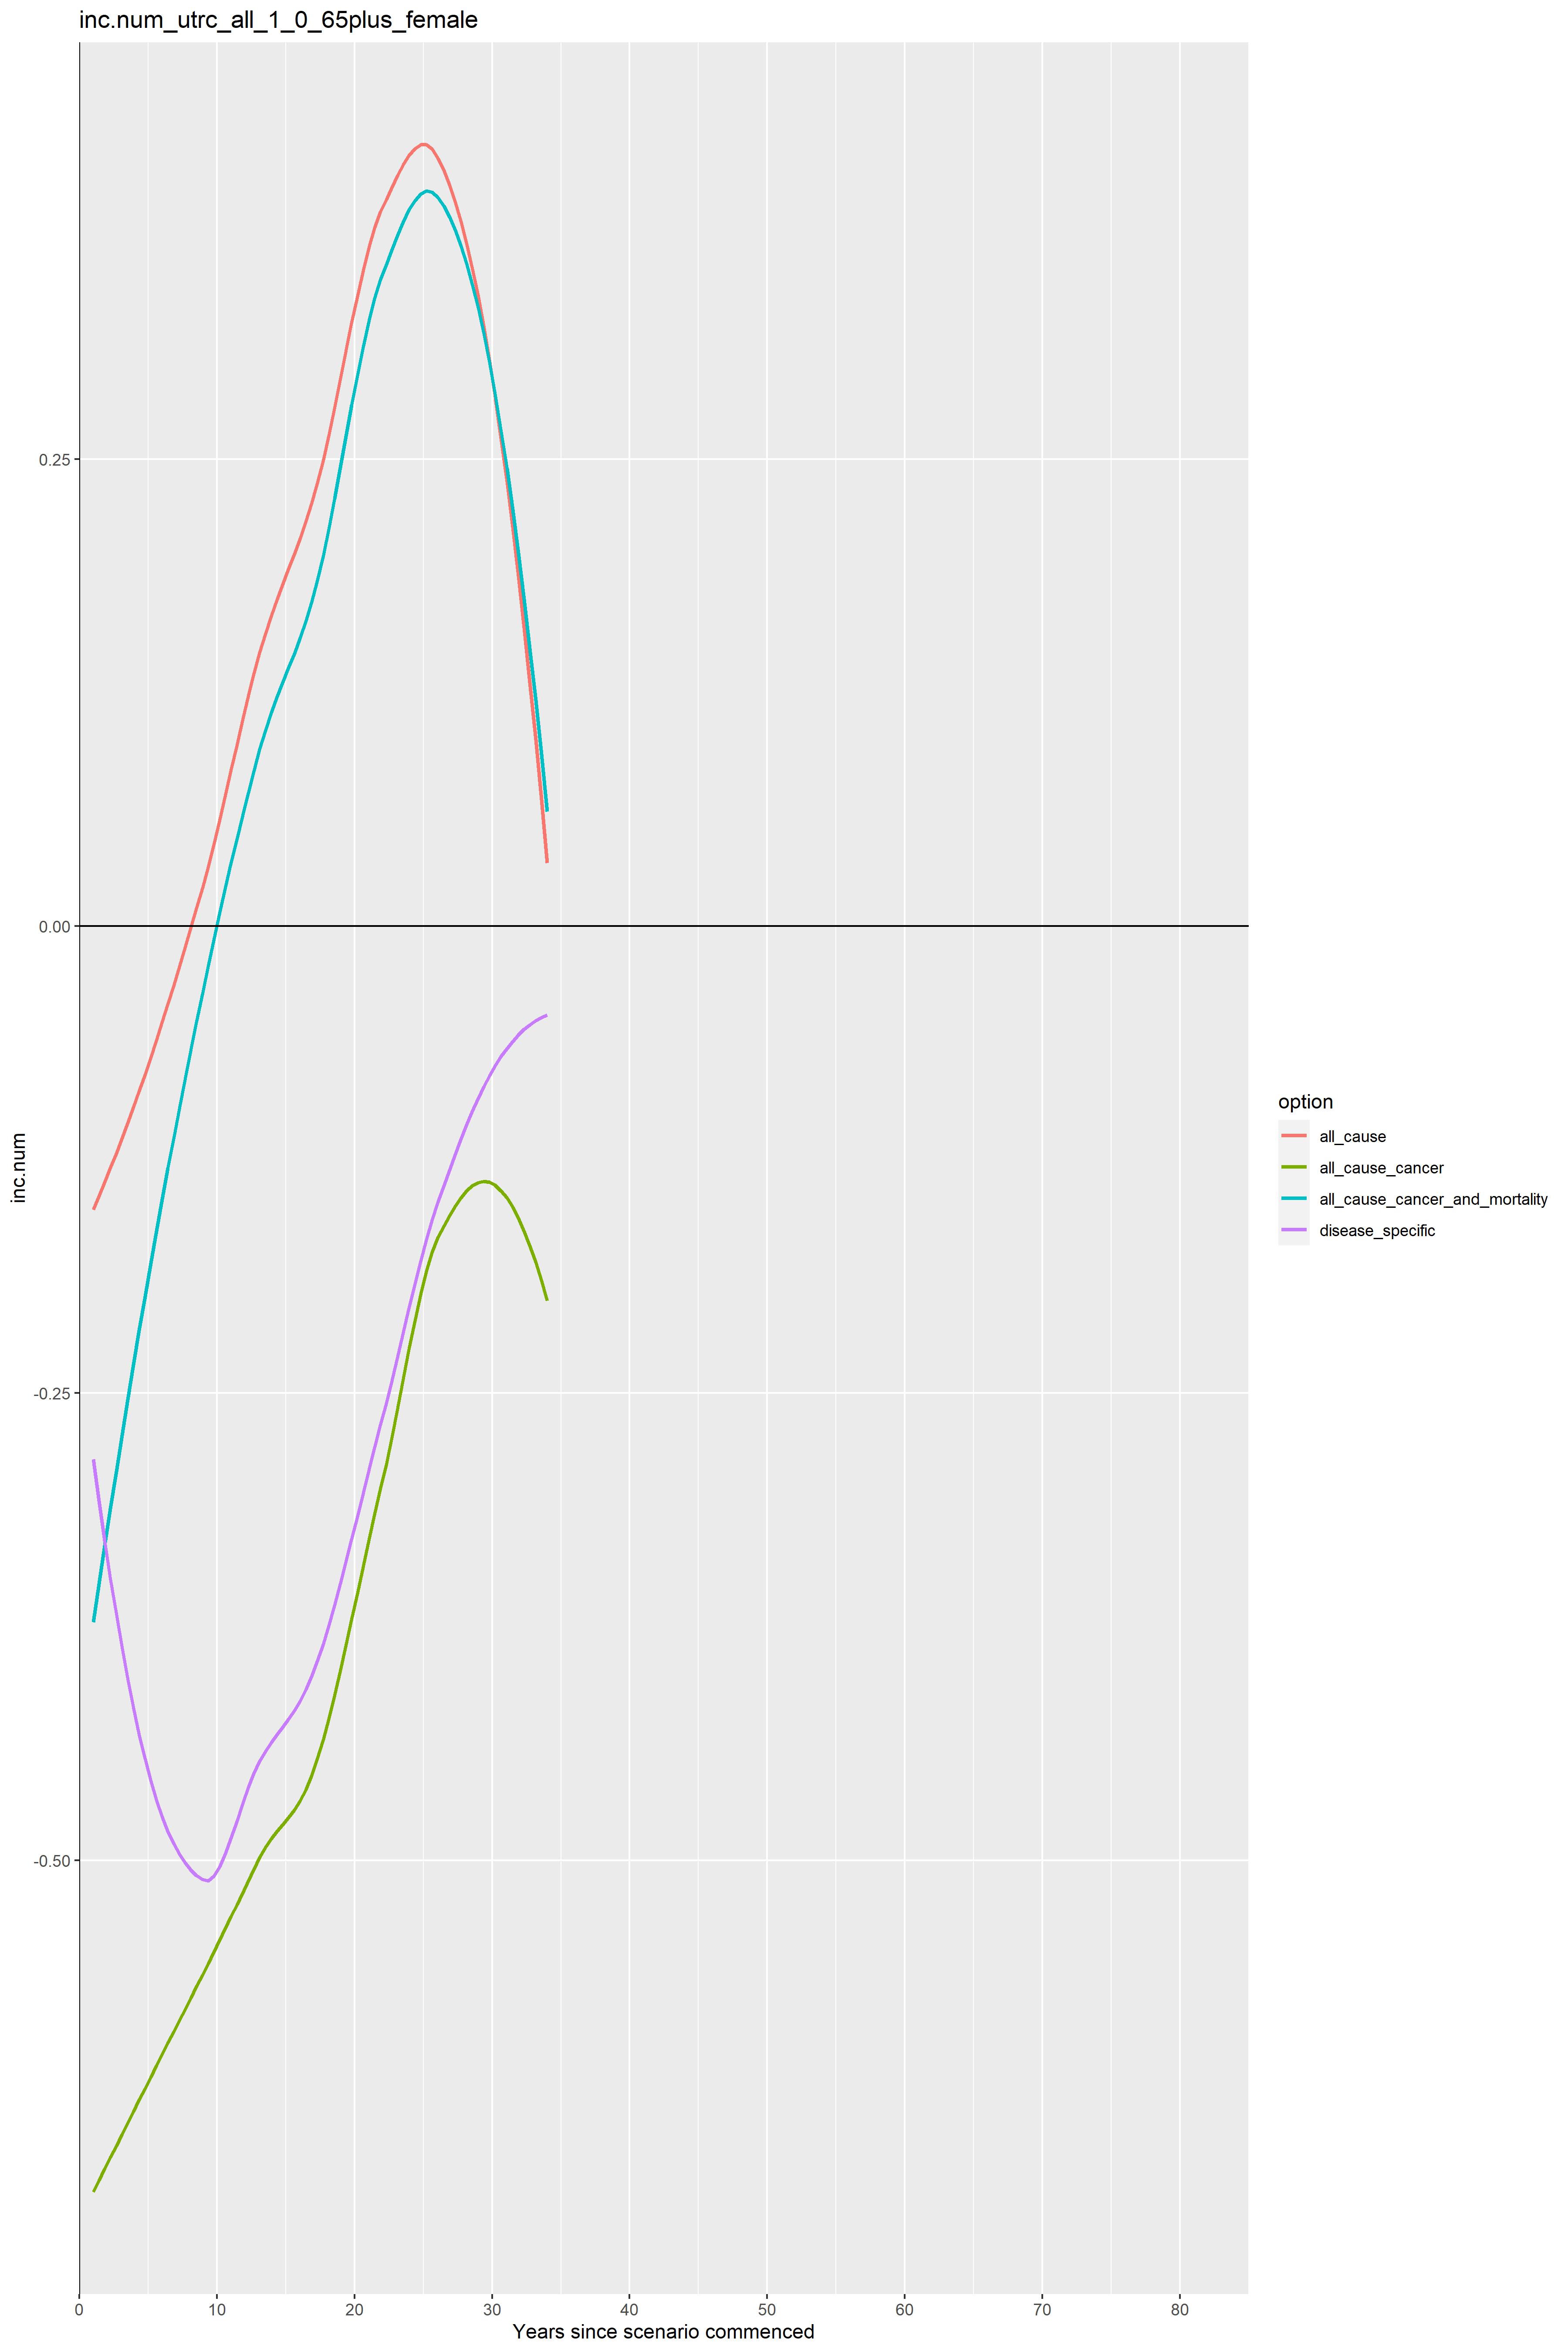 inc.num_utrc_all_1_0_65plus_female
inc.num
0.25
0.00
-0.25
-0.50
0 10 20 30 40 50 60 70 80
Years since scenario commenced
option
all_cause
all_cause_cancer
all_cause_cancer_and_mortality
disease_specific